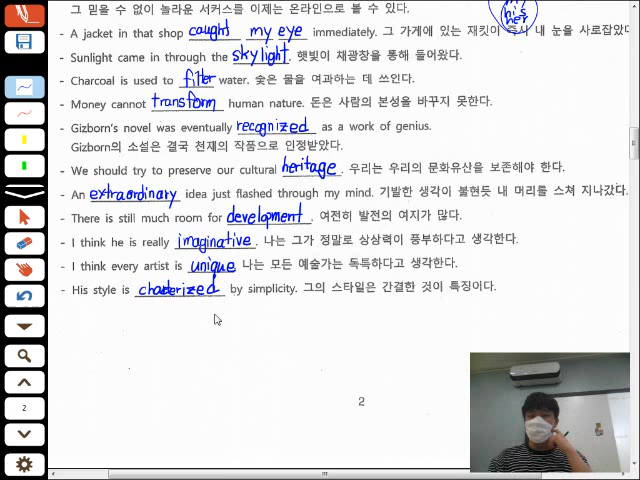 그 믿을 수 없이 놀라운 서커스를 이제는 온라인으로 볼 수 있다.
my
his
her
- A jacket in that shop caught my eye immediately. 그 가게에 있는 재킷이 즉시 내 눈을 사로잡았다
- Sunlight came in through the skylight. 햇빛이 채광창을 통해 들어왔다.
- Charcoal is used to filter water. 숯은 물을 여과하는 데 쓰인다.
- Money cannot transform human nature. 돈은 사람의 본성을 바꾸지 못한다.
- Gizborn's novel was eventually recognized as a work of genius.
Gizborn의 소설은 결국 천재의 작품으로 인정받았다.
- We should try to preserve our cultural heritage. 우리는 우리의 문화유산을 보존해야 한다.
- An extraordinary idea just flashed through my mind. 기발한 생각이 불현듯 내 머리를 스쳐 지나갔다.
- There is still much room for development. 여전히 발전의 여지가 많다.
- I think he is really imaginative. 나는 그가 정말로 상상력이 풍부하다고 생각한다.
- I think every artist is unique. 나는 모든 예술가는 독특하다고 생각한다.
- His style is charterized by simplicity. 그의 스타일은 간결한 것이 특징이다.
2
2